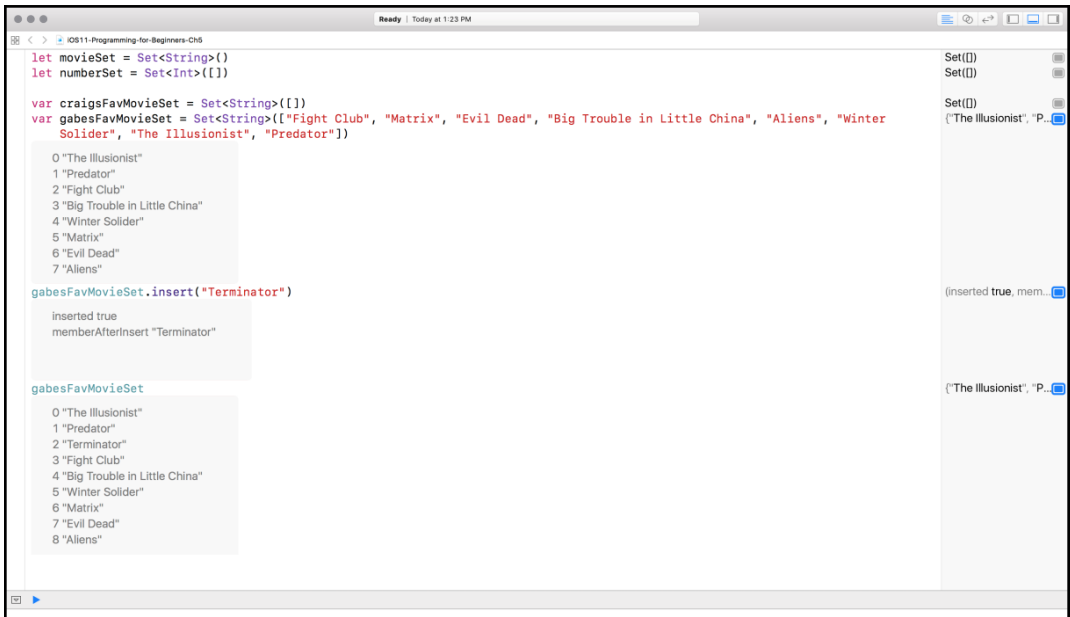 Ready | Today at 1:23 PM
iOS11-Programming-for-Beginners-Ch5
let movieSet = Set<String>() Set([])
let numberSet = Set<Int>([]) Set([])
var craigsFavMovieSet = Set<String>([]) Set([])
var gabesFavMovieSet = Set<String>(["Fight Club", "Matrix", "Evil Dead", "Big Trouble in Little China", "Aliens", "Winter {"The Illusionist", "P...
Solider", "The Illusionist", "Predator"])
0 "The Illusionist"
1 "Predator"
2 "Fight Club"
3 "Big Trouble in Little China"
4 "Winter Solider"
5 "Matrix"
6 "Evil Dead"
7 "Aliens"
gabesFavMovieSet.insert("Terminator") (inserted true, mem...
inserted true
memberAfterInsert "Terminator"
gabesFavMovieSet {"The Illusionist", "P...
0 "The Illusionist"
1 "Predator"
2 "Terminator"
3 "Fight Club"
4 "Big Trouble in Little China"
5 "Winter Solider"
6 "Matrix"
7 "Evil Dead"
8 "Aliens"